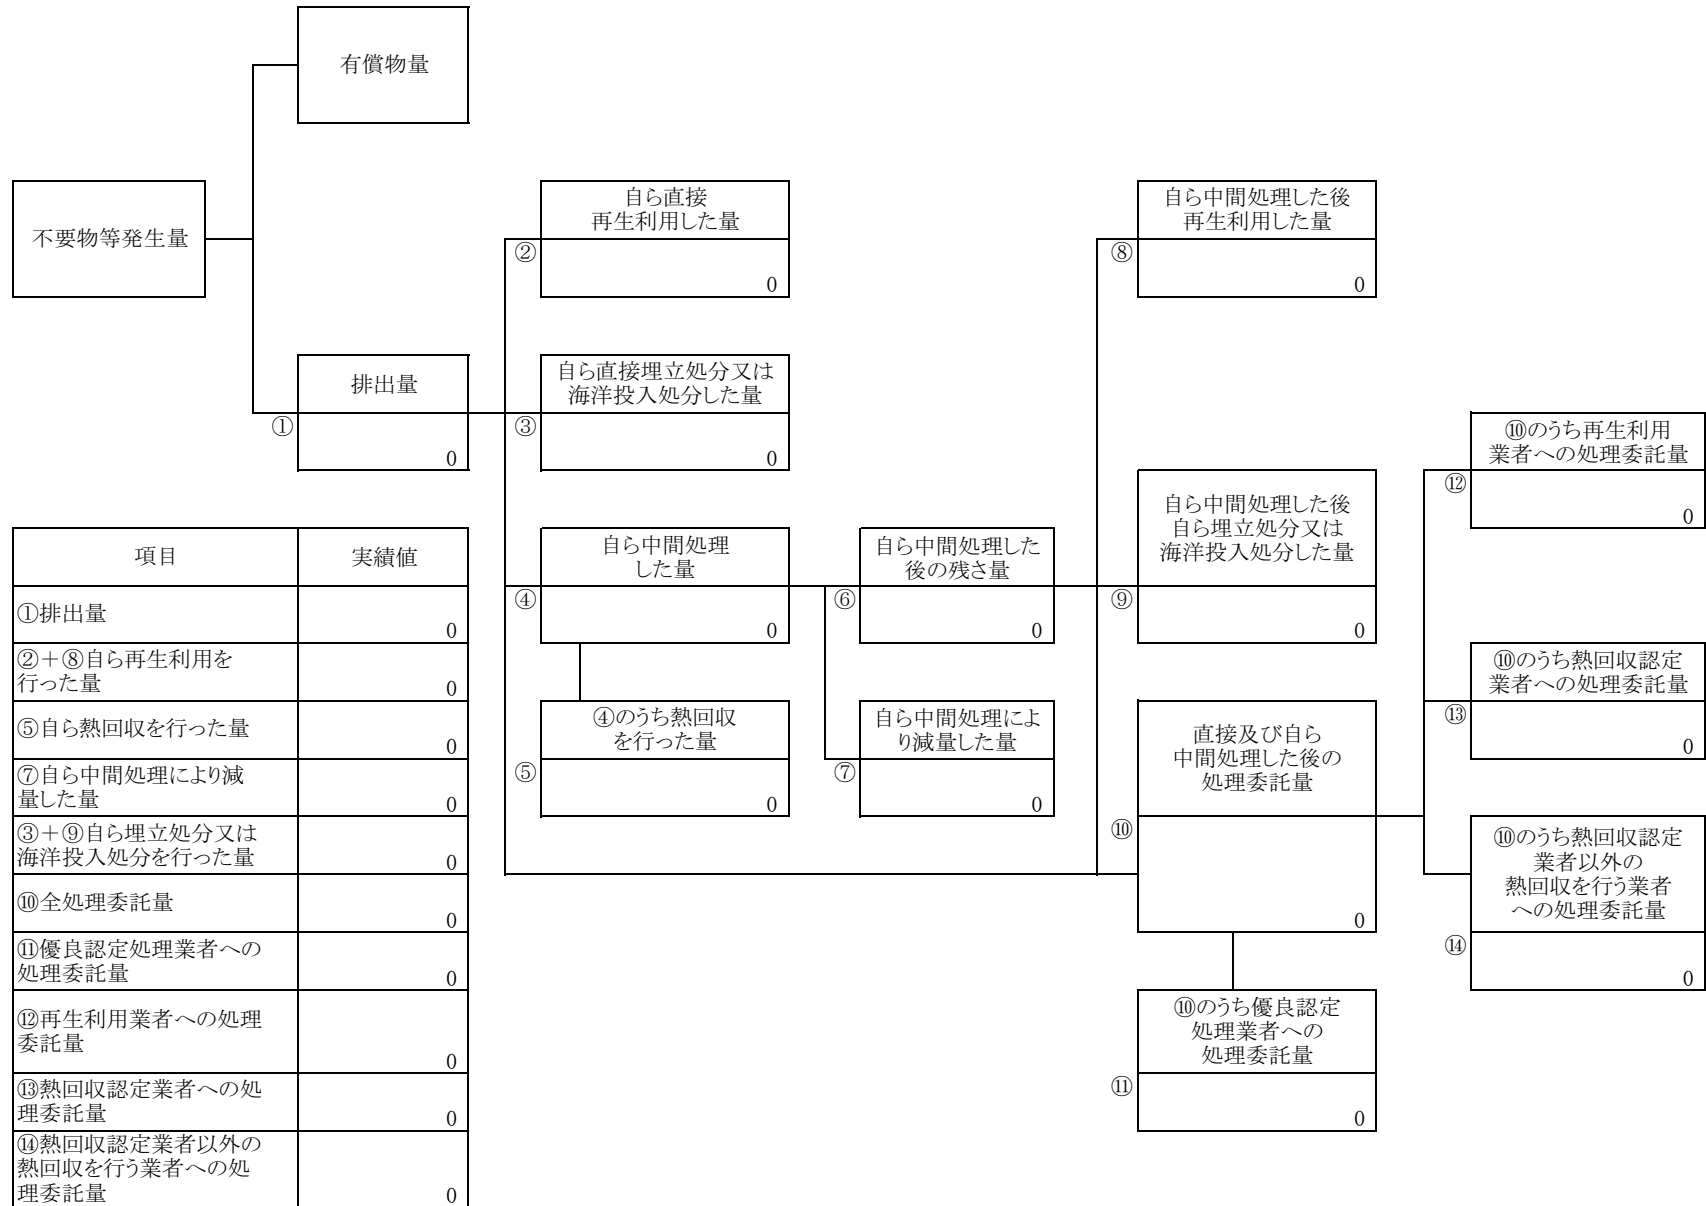 有償物量
不要物等発生量
自ら直接
再生利用した量
②
0
自ら中間処理した後
再生利用した量
⑧
0
排出量
①
0
自ら直接埋立処分又は
海洋投入処分した量
③
0
⑩のうち再生利用
業者への処理委託量
⑫
0
自ら中間処理
した量
④
0
自ら中間処理した
後の残さ量
⑥
0
自ら中間処理した後
自ら埋立処分又は
海洋投入処分した量
⑨
0
⑩のうち熱回収認定
業者への処理委託量
⑬
0
④のうち熱回収
を行った量
⑤
0
自ら中間処理によ
り減量した量
⑦
0
直接及び自ら
中間処理した後の
処理委託量
⑩
0
⑩のうち熱回収認定
業者以外の
熱回収を行う業者
への処理委託量
⑭
0
⑩のうち優良認定
処理業者への
処理委託量
⑪
0
項目 実績値
①排出量
0
②+⑧自ら再生利用を
行った量
0
⑤自ら熱回収を行った量
0
⑦自ら中間処理により減
量した量
0
③+⑨自ら埋立処分又は
海洋投入処分を行った量
0
⑩全処理委託量
0
⑪優良認定処理業者への
処理委託量
0
⑫再生利用業者への処理
委託量
0
⑬熱回収認定業者への処
理委託量
0
⑭熱回収認定業者以外の
熱回収を行う業者への処
理委託量
0